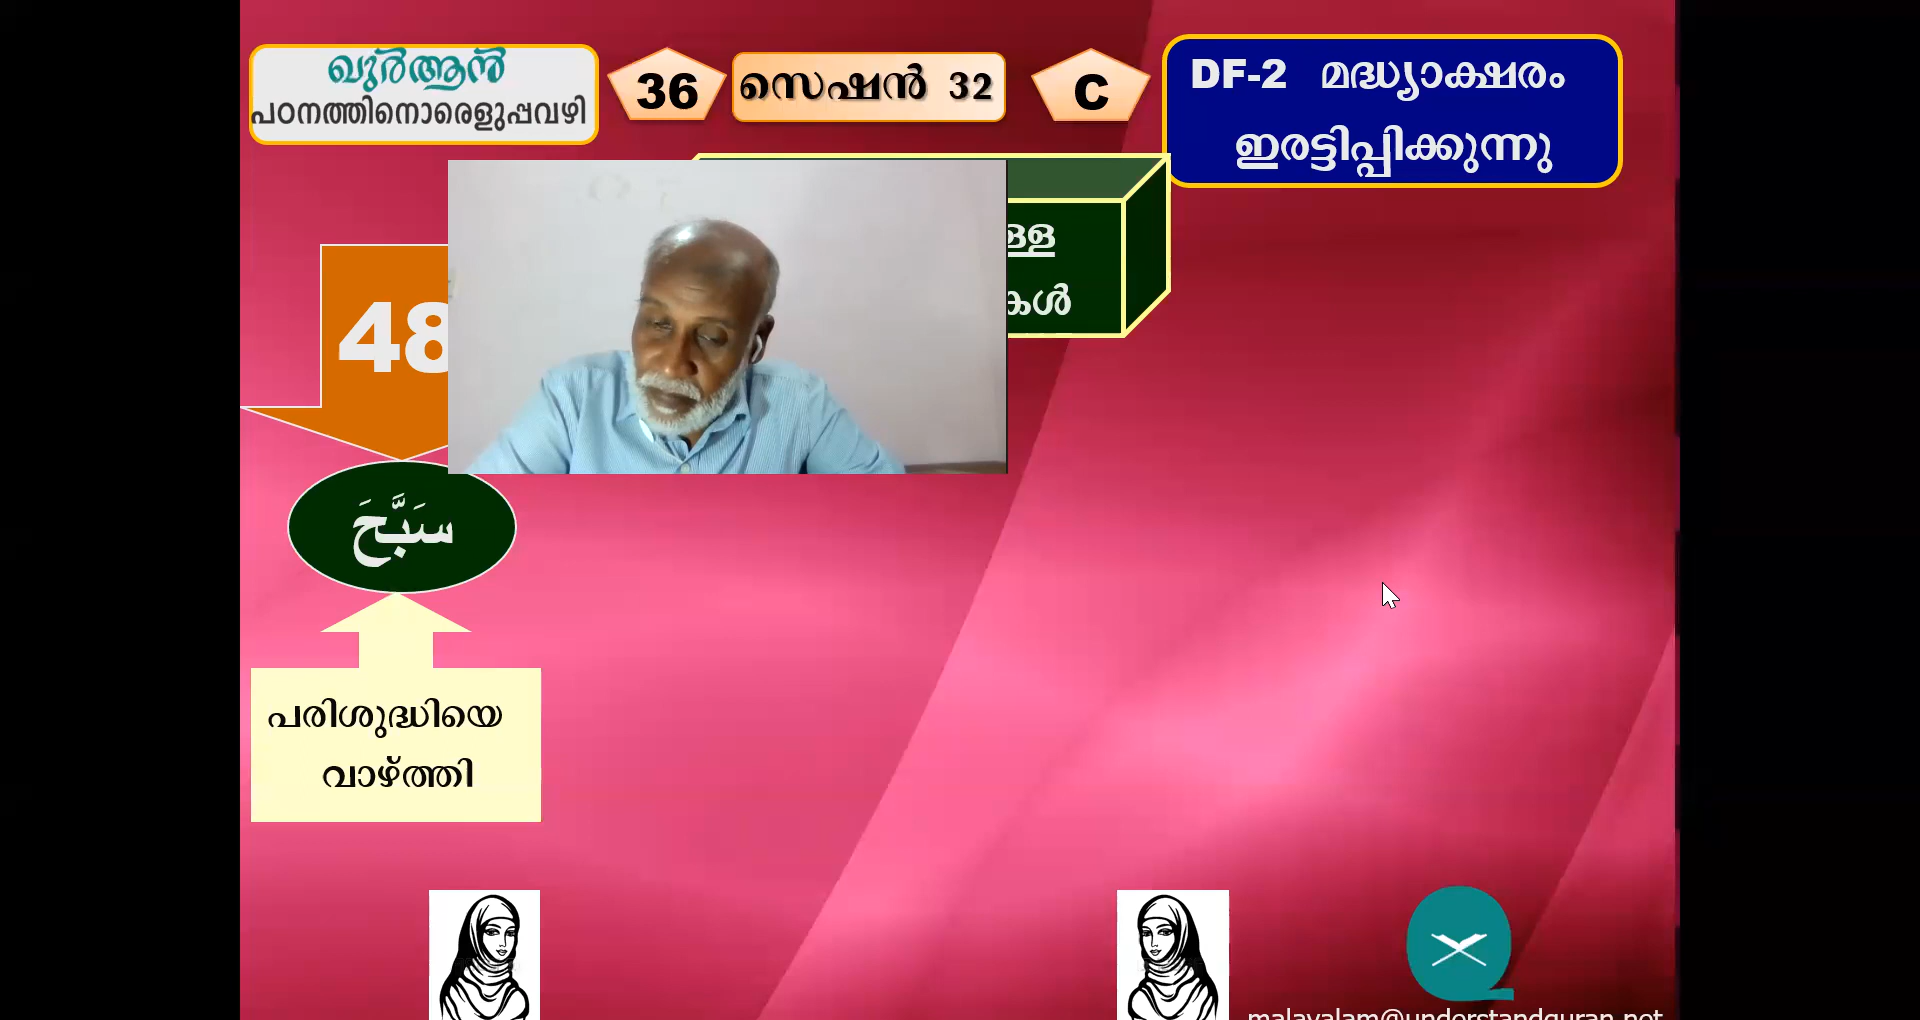 ഖുർആൻ
പഠനത്തിനൊരെളുപ്പവഴി
36
സെഷൻ 32
C
DF-2 മദ്ധ്യാക്ഷരം
ഇരട്ടിപ്പിക്കുന്നു
ള്ള
കൾ
48
سَبَّحَ
പരിശുദ്ധിയെ
വാഴ്ത്തി
malayalam@understandquran.net